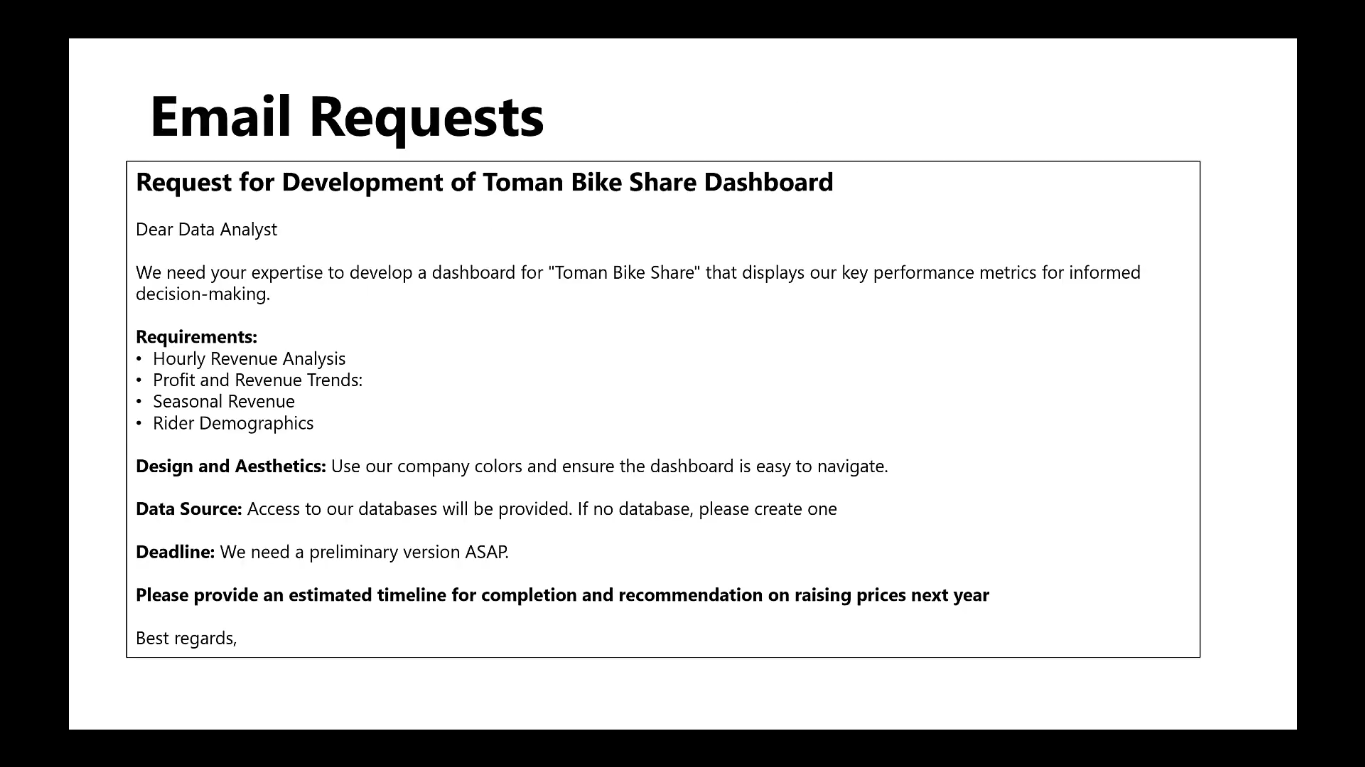 Email Requests
Request for Development of Toman Bike Share Dashboard
Dear Data Analyst
We need your expertise to develop a dashboard for "Toman Bike Share" that displays our key performance metrics for informed
decision-making.
Requirements:
• Hourly Revenue Analysis
• Profit and Revenue Trends:
• Seasonal Revenue
• Rider Demographics
Design and Aesthetics: Use our company colors and ensure the dashboard is easy to navigate.
Data Source: Access to our databases will be provided. If no database, please create one
Deadline: We need a preliminary version ASAP.
Please provide an estimated timeline for completion and recommendation on raising prices next year
Best regards,